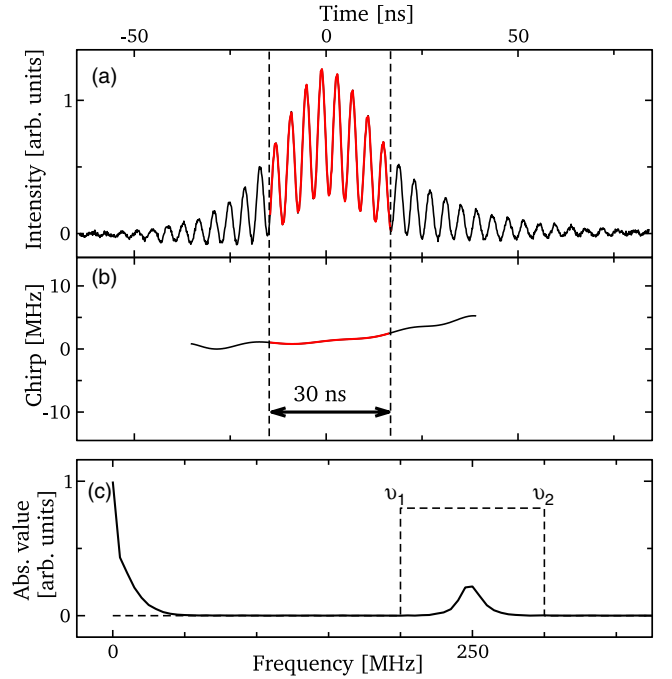 Time [ns]
-50 0 50
(a)
Intensity [arb. units]
1
0
(b)
Chirp [MHz]
10
0
-10
30 ns
(c)
Abs. value
[arb. units]
1
0
υ1 υ2
0 250
Frequency [MHz]